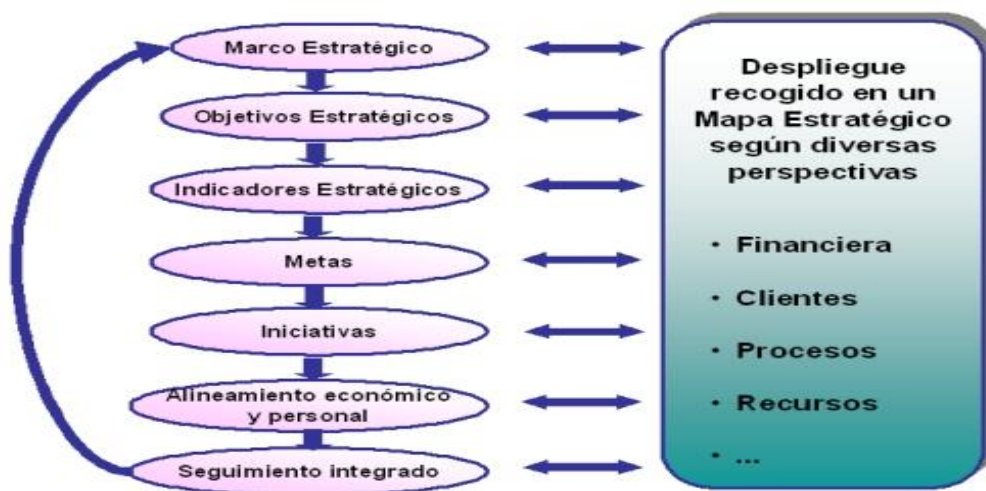 Marco Estratégico
Objetivos Estratégicos
Indicadores Estratégicos
Metas
Iniciativas
Alineamiento económico
y personal
Seguimiento integrado
Despliegue
recogido en un
Mapa Estratégico
según diversas
perspectivas
• Financiera
• Clientes
• Procesos
• Recursos
• ...